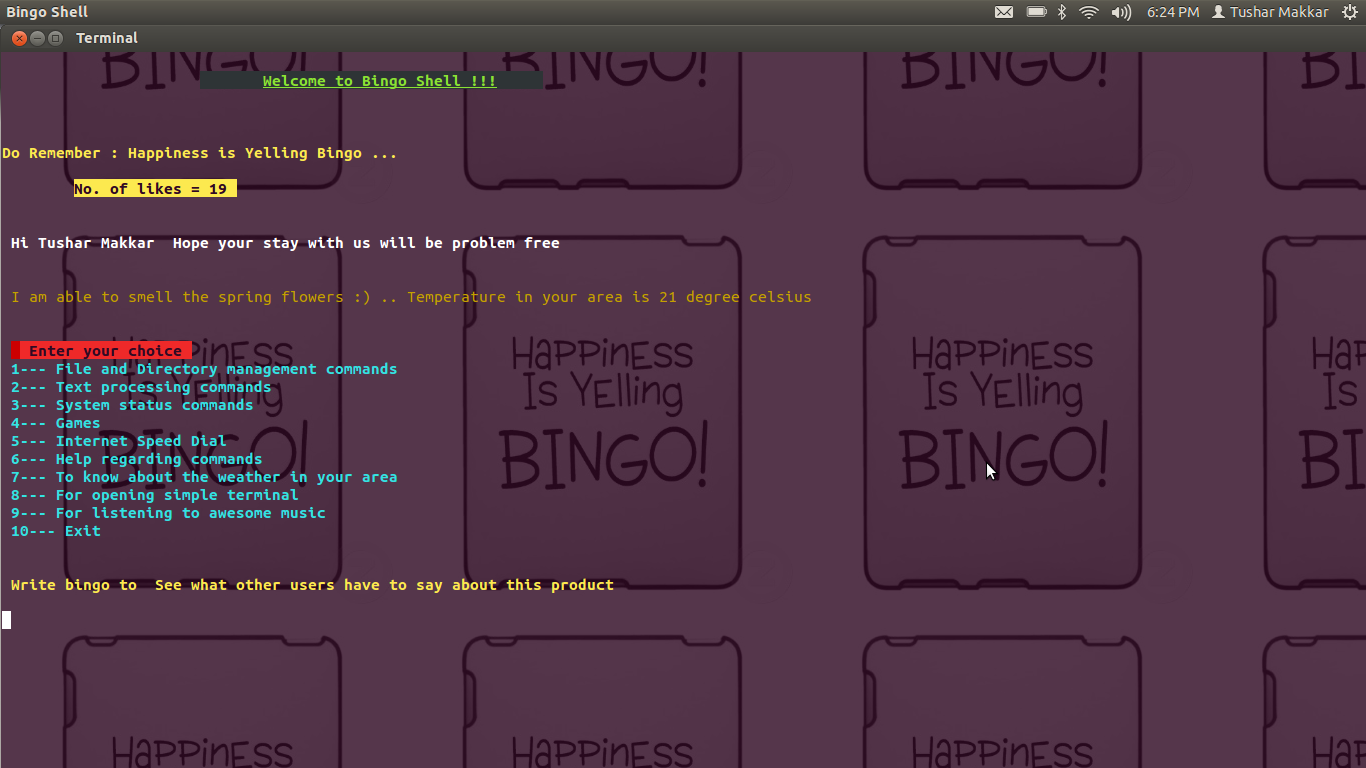 Bingo Shell
6:24 PM Tushar Makkar
Terminal
BINGO! BINGO! BINGO! BI
Welcome to Bingo Shell !!!
Do Remember : Happiness is Yelling Bingo ...
No. of likes = 19
Hi Tushar Makkar  Hope your stay with us will be problem free
I am able to smell the spring flowers :) .. Temperature in your area is 21 degree celsius
Enter your choice
1--- File and Directory management commands
2--- Text processing commands
3--- System status commands
4--- Games
5--- Internet Speed Dial
6--- Help regarding commands
7--- To know about the weather in your area
8--- For opening simple terminal
9--- For listening to awesome music
10--- Exit
HAPPINESS HAPPINESS HAPPINESS HAP
Is Yelling Is Yelling Is Yelling Is
BINGO! BINGO! BINGO! BI
Write bingo to  See what other users have to say about this product
HAPPINESS HAPPINESS HAPPINESS HAP